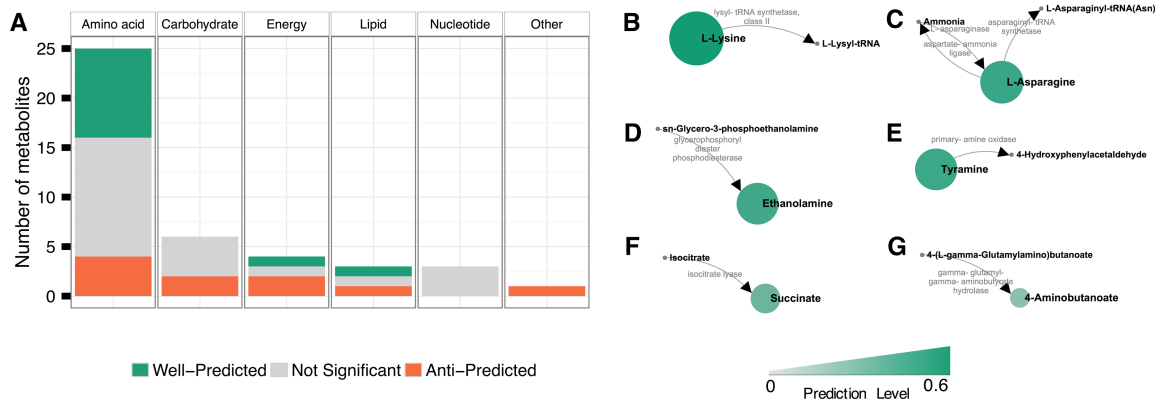 A
Amino acid
Carbohydrate
Energy
Lipid
Nucleotide
Other
Number of metabolites
25
20
15
10
5
0
Well−Predicted
Not Significant
Anti−Predicted
B
lysyl- tRNA synthetase,
class II
L-Lysine
L-Lysyl-tRNA
C
L-Asparaginyl-tRNA(Asn)
Ammonia
L- asparaginase
asparaginyl- tRNA
synthetase
aspartate- ammonia
ligase
L-Asparagine
D
sn-Glycero-3-phosphoethanolamine
glycerophosphoryl
diester
phosphodiesterase
Ethanolamine
E
primary- amine oxidase
4-Hydroxyphenylacetaldehyde
Tyramine
F
Isocitrate
isocitrate lyase
Succinate
G
4-(L-gamma-Glutamylamino)butanoate
gamma- glutamyl-
gamma- aminobutyrate
hydrolase
4-Aminobutanoate
0
0.6
Prediction Level